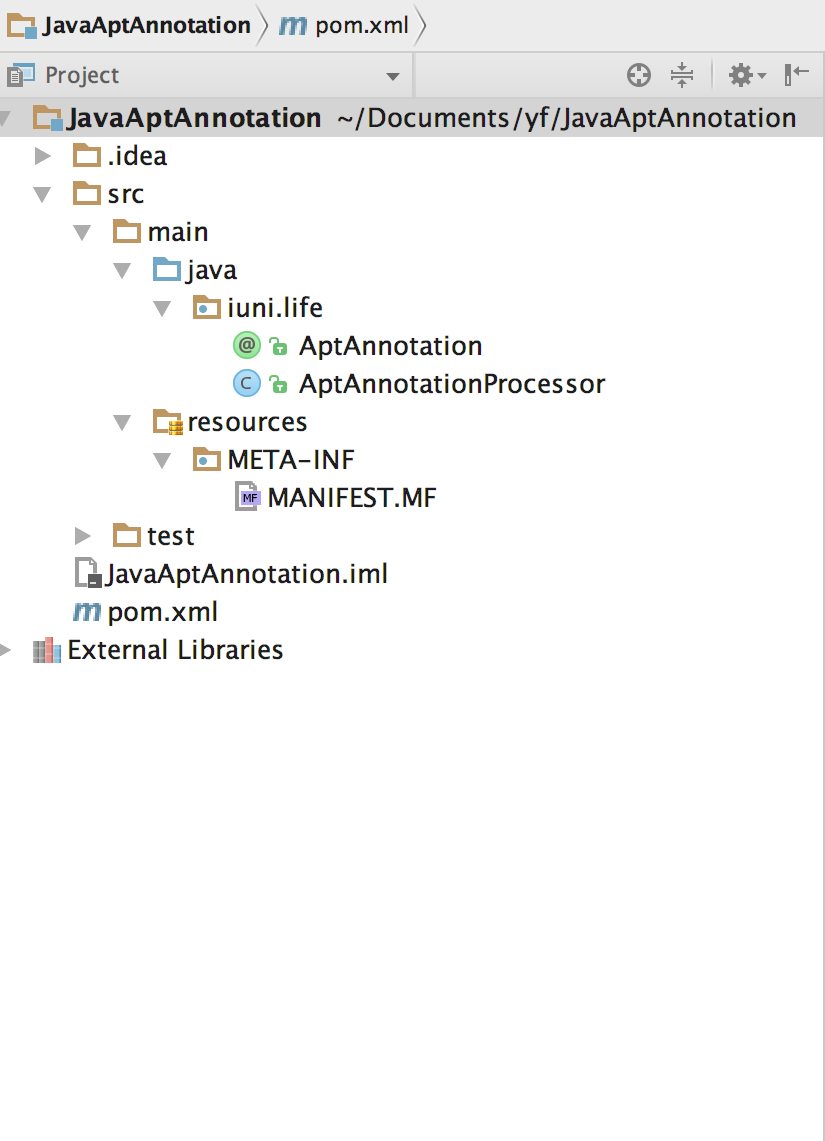 JavaAptAnnotation m pom.xml
Project
JavaAptAnnotation ~/Documents/yf/JavaAptAnnotation
.idea
src
main
java
iuni.life
@ AptAnnotation
C AptAnnotationProcessor
resources
META-INF
MF MANIFEST.MF
test
JavaAptAnnotation.iml
m pom.xml
External Libraries